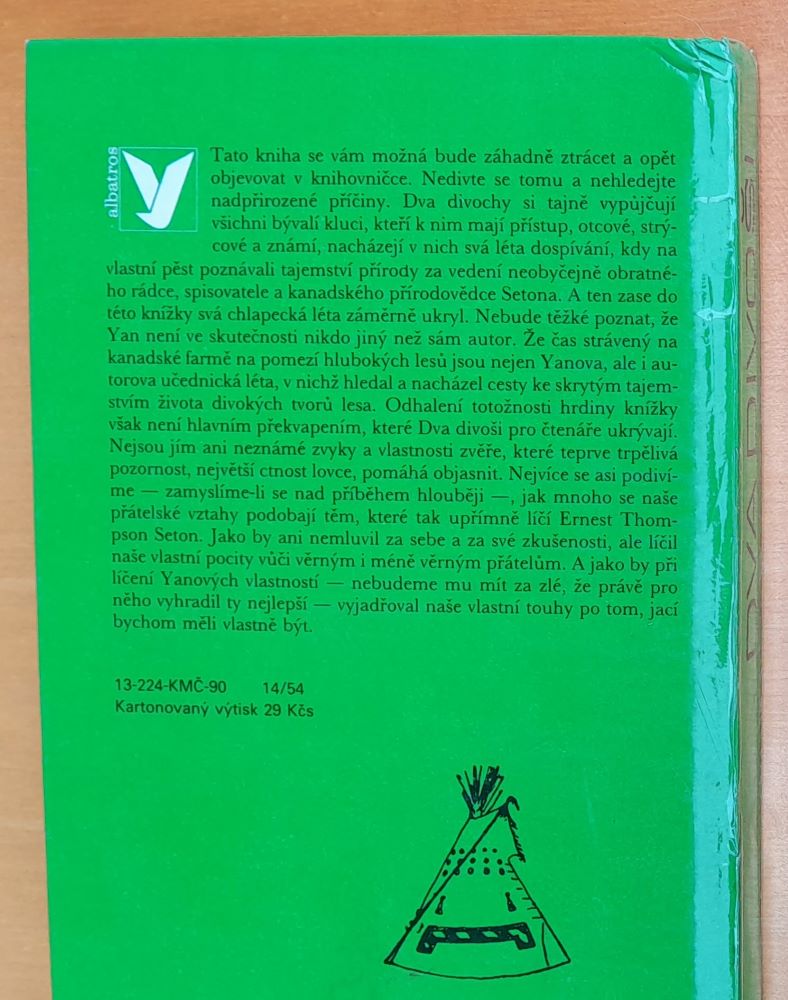 albatros
Tato kniha se vám možná bude záhadně ztrácet a opět
objevovat v knihovničce. Nedivte se tomu a nehledejte
nadpřirozené příčiny. Dva divochy si tajně vypůjčují
všichni bývalí kluci, kteří k nim mají přístup, otcové, strý-
cové a známí, nacházejí v nich svá léta dospívání, kdy na
vlastní pěst poznávali tajemství přírody za vedení neobyčejně obratné-
ho rádce, spisovatele a kanadského přírodovědce Setona. A ten zase do
této knížky svá chlapecká léta záměrně ukryl. Nebude těžké poznat, že
Yan není ve skutečnosti nikdo jiný než sám autor. Že čas strávený na
kanadské farmě na pomezí hlubokých lesů jsou nejen Yanova, ale i au-
torova učednická léta, v nichž hledal a nacházel cesty ke skrytým tajem-
stvím života divokých tvorů lesa. Odhalení totožnosti hrdiny knížky
však není hlavním překvapením, které Dva divoši pro čtenáře ukrývají.
Nejsou jím ani neznámé zvyky a vlastnosti zvěře, které teprve trpělivá
pozornost, největší ctnost lovce, pomáhá objasnit. Nejvíce se asi podiví-
me — zamyslíme-li se nad příběhem hlouběji —, jak mnoho se naše
přátelské vztahy podobají těm, které tak upřímně líčí Ernest Thom-
pson Seton. Jako by ani nemluvil za sebe a za své zkušenosti, ale líčil
naše vlastní pocity vůči věrným i méně věrným přátelům. A jako by při
líčení Yanových vlastností — nebudeme mu mít za zlé, že právě pro
něho vyhradil ty nejlepší — vyjadřoval naše vlastní touhy po tom, jací
bychom měli vlastně být.
13-224-KMČ-90 14/54
Kartonovaný výtisk 29 Kčs
DVA DIVOŠI